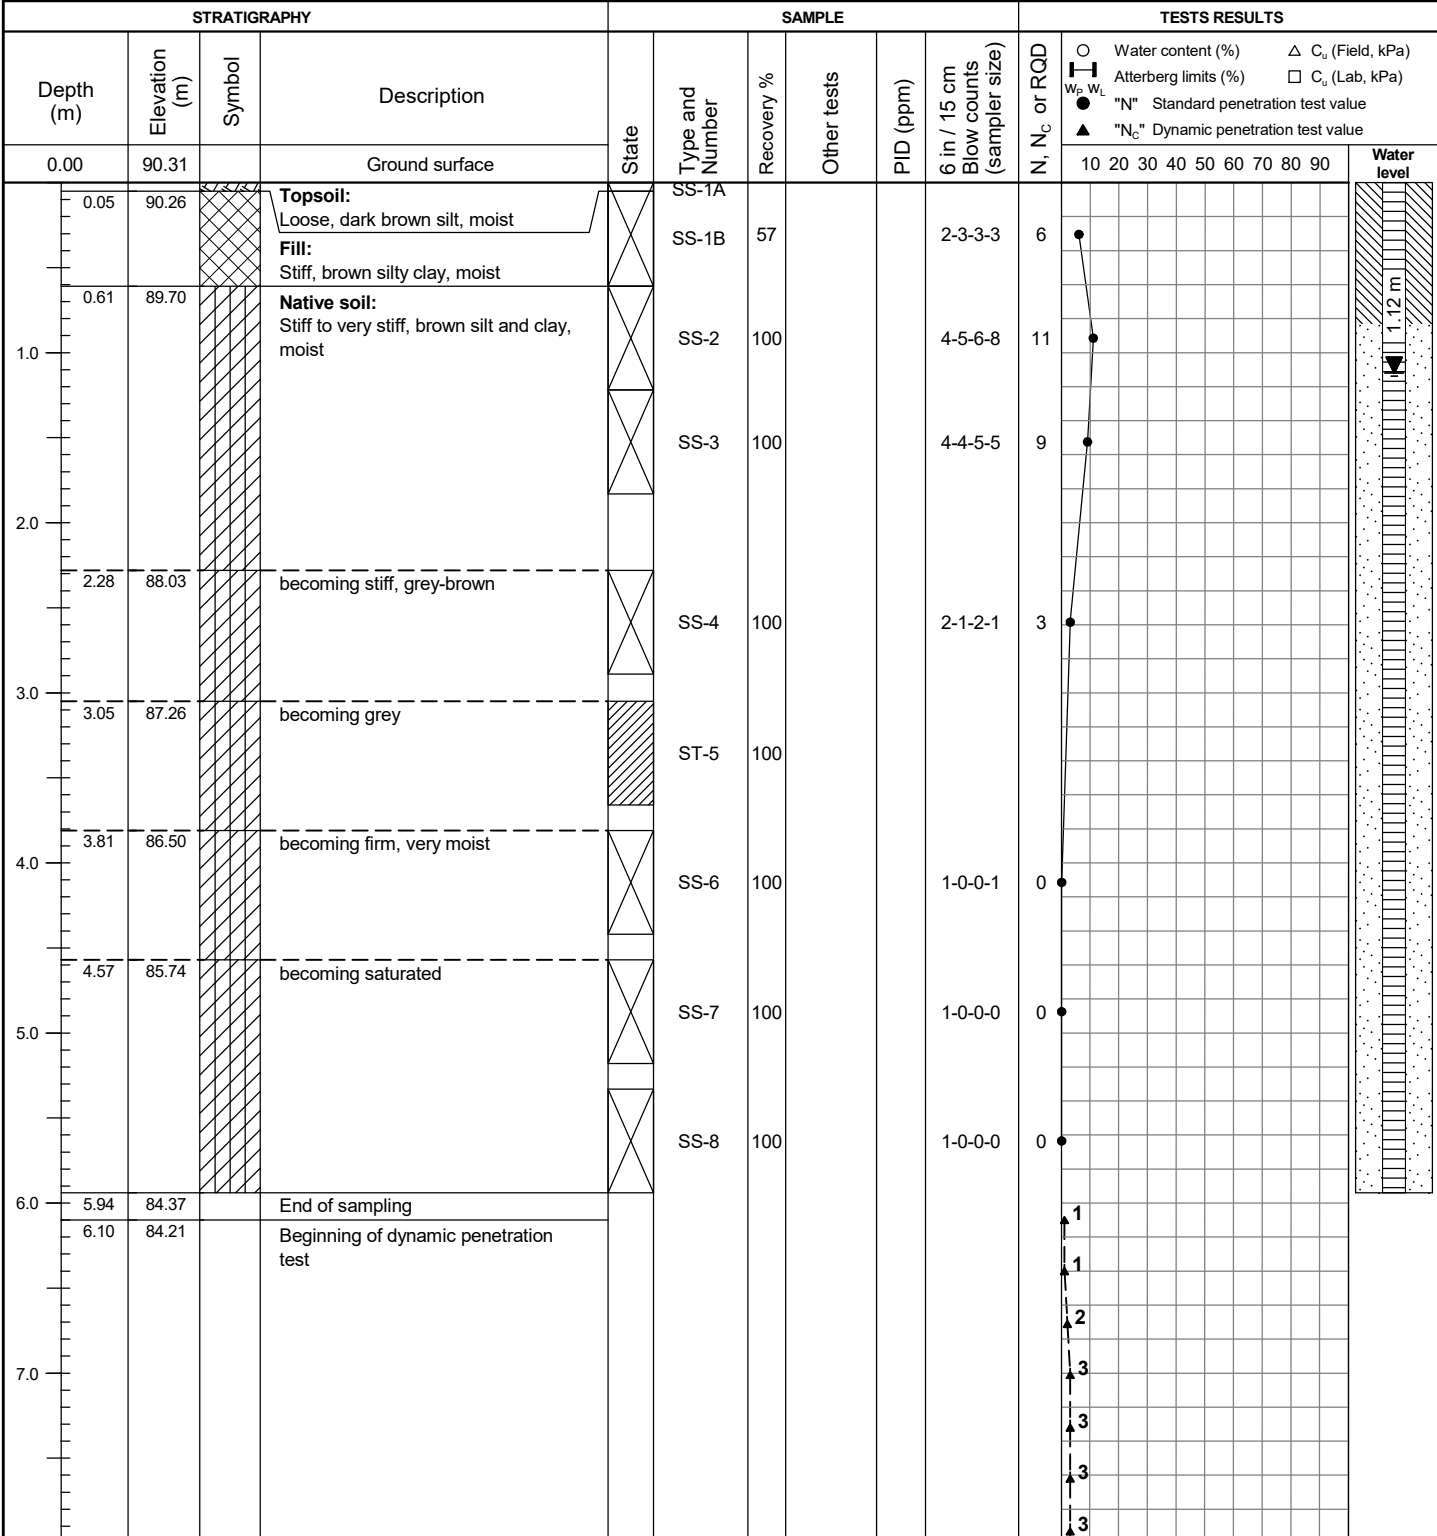 STRATIGRAPHY SAMPLE TESTS RESULTS
Depth (m)
Elevation (m)
Symbol
Description
State
Type and Number
Recovery %
Other tests
PID (ppm)
6 in / 15 cm Blow counts (sampler size)
N, NC or RQD
Water content (%) Cu (Field, kPa)
Atterberg limits (%) Cu (Lab, kPa)
WP WL
"N" Standard penetration test value
"NC" Dynamic penetration test value
0.00 90.31 Ground surface
10 20 30 40 50 60 70 80 90
Water level
0.05 90.26 Topsoil:
Loose, dark brown silt, moist
SS-1A
Fill:
Stiff, brown silty clay, moist
SS-1B 57 2-3-3-3 6
0.61 89.70 Native soil:
Stiff to very stiff, brown silt and clay,
moist
1.12 m
1.0
SS-2 100 4-5-6-8 11
SS-3 100 4-4-5-5 9
2.0
2.28 88.03 becoming stiff, grey-brown
SS-4 100 2-1-2-1 3
3.0
3.05 87.26 becoming grey
ST-5 100
3.81 86.50 becoming firm, very moist
4.0
SS-6 100 1-0-0-1 0
4.57 85.74 becoming saturated
SS-7 100 1-0-0-0 0
5.0
SS-8 100 1-0-0-0 0
6.0
5.94 84.37 End of sampling
6.10 84.21 Beginning of dynamic penetration
test
1
1
2
7.0
3
3
3
3